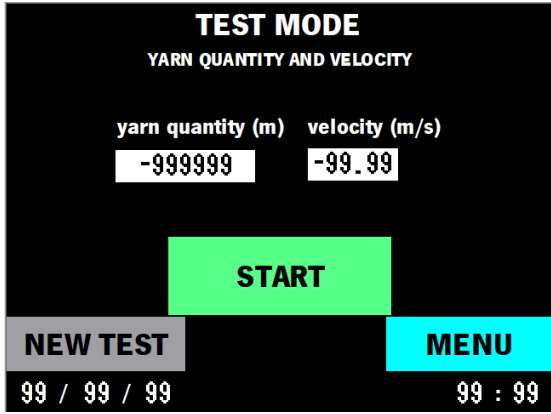 TEST MODE
YARN QUANTITY AND VELOCITY
yarn quantity (m) velocity (m/s)
-999999 -99.99
START
NEW TEST MENU
99 / 99 / 99 99 : 99